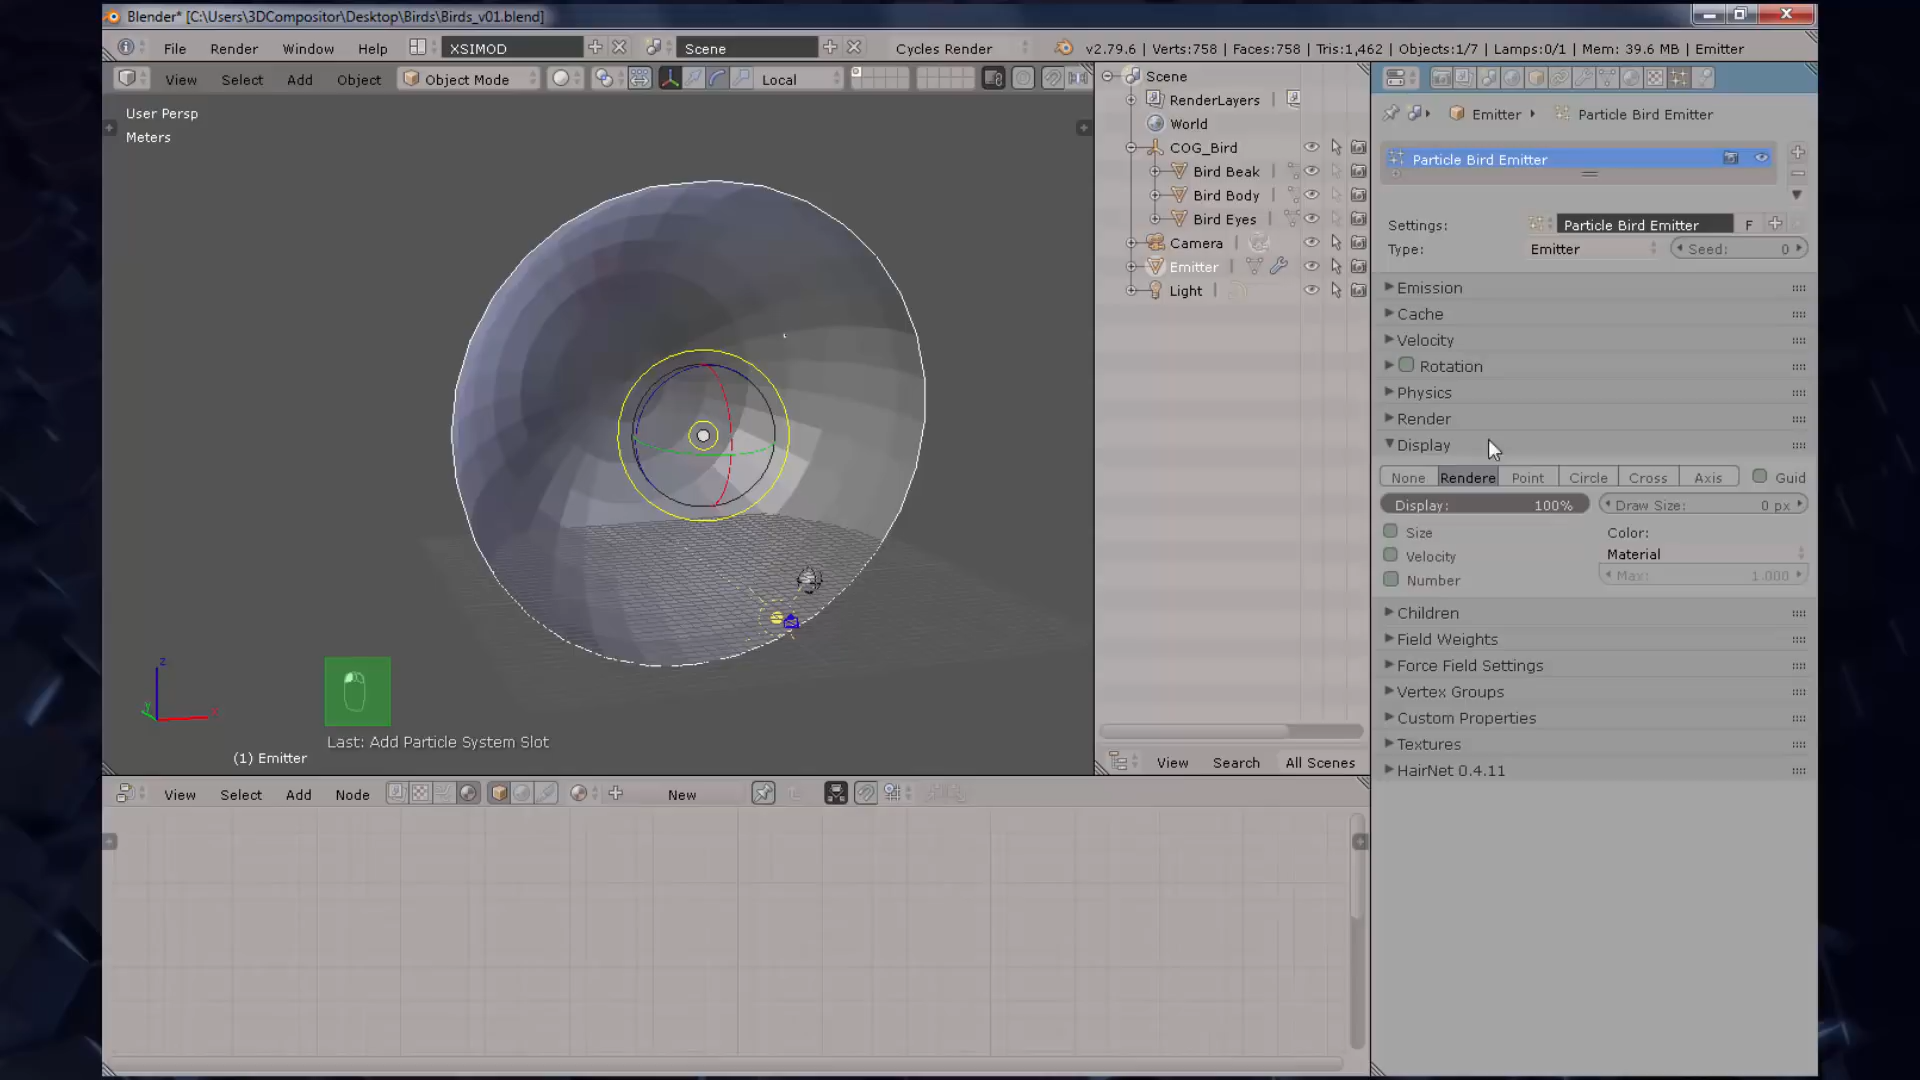 Blender* [C:\Users\3DCompositor\Desktop\Birds\Birds_v01.blend]
File Render Window Help XSIMOD Scene Cycles Render v2.79.6 | Verts:758 | Faces:758 | Tris:1,462 | Objects:1/7 | Lamps:0/1 | Mem: 39.6 MB | Emitter
View Select Add Object Object Mode Local
User Persp
Meters
z
Y
X
Last: Add Particle System Slot
(1) Emitter
Scene
RenderLayers
World
COG_Bird
Bird Beak
Bird Body
Bird Eyes
Camera
Emitter
Light
View Search All Scenes
Emitter Particle Bird Emitter
Particle Bird Emitter
Settings: Particle Bird Emitter F
Type: Emitter Seed: 0
Emission
Cache
Velocity
Rotation
Physics
Render
Display
None Rendere Point Circle Cross Axis Guid
Display: 100% Draw Size: 0 px
Size Color:
Velocity Material
Number Max: 1.000
Children
Field Weights
Force Field Settings
Vertex Groups
Custom Properties
Textures
HairNet 0.4.11
View Select Add Node New